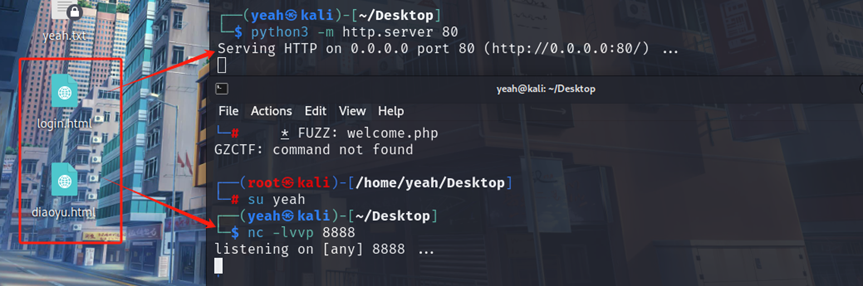 yeah.txt
login.html
diaoyu.html
┌──(yeah㉿kali)-[~/Desktop]
└─$ python3 -m http.server 80
Serving HTTP on 0.0.0.0 port 80 (http://0.0.0.0:80/) ...
yeah@kali: ~/Desktop
File Actions Edit View Help
└─# * FUZZ: welcome.php
GZCTF: command not found
┌──(root㉿kali)-[/home/yeah/Desktop]
└─# su yeah
┌──(yeah㉿kali)-[~/Desktop]
└─$ nc -lvvp 8888
listening on [any] 8888 ...